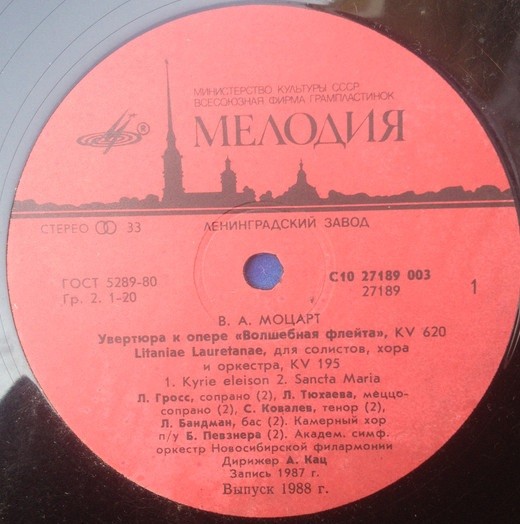 МИНИСТЕРСТВО КУЛЬТУРЫ СССР
ВСЕСОЮЗНАЯ ФИРМА ГРАМПЛАСТИНОК
®
МЕЛОДИЯ
СТЕРЕО 33
ЛЕНИНГРАДСКИЙ ЗАВОД
ГОСТ 5289-80
Гр. 2. 1-20
С10 27189 003
27189
1
В. А. МОЦАРТ
Увертюра к опере «Волшебная флейта», KV 620
Litaniae Lauretanae, для солистов, хора
и оркестра, KV 195
1. Kyrie eleison 2. Sancta Maria
Л. Гросс, сопрано (2), Л. Тюхаева, меццо-
сопрано (2), С. Ковалев, тенор (2),
Л. Бандман, бас (2). Камерный хор
п/у Б. Певзнера (2). Академ. симф.
оркестр Новосибирской филармонии
Дирижер А. Кац
Запись 1987 г.
Выпуск 1988 г.